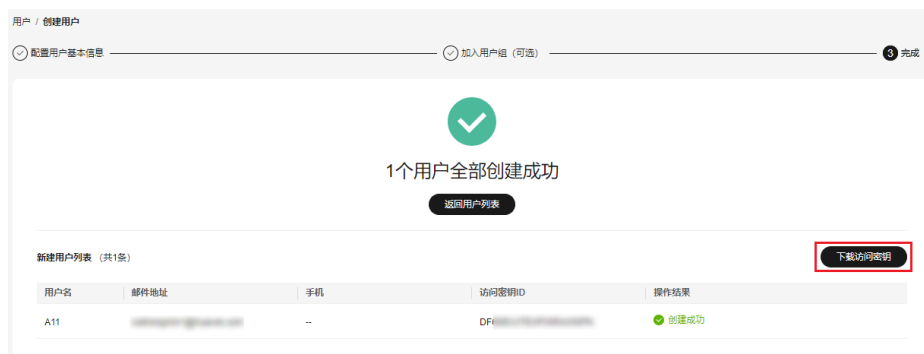 用户 / 创建用户
配置用户基本信息 加入用户组（可选） 3 完成
1个用户全部创建成功
返回用户列表
新建用户列表（共1条） 下载访问密钥
用户名 邮件地址 手机 访问密钥ID 操作结果
A11 -- DF 创建成功